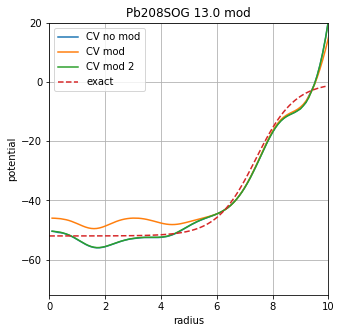 Pb208SOG 13.0 mod
CV no mod
CV mod
CV mod 2
exact
20
0
−20
−40
−60
potential
0
2
4
6
8
10
radius